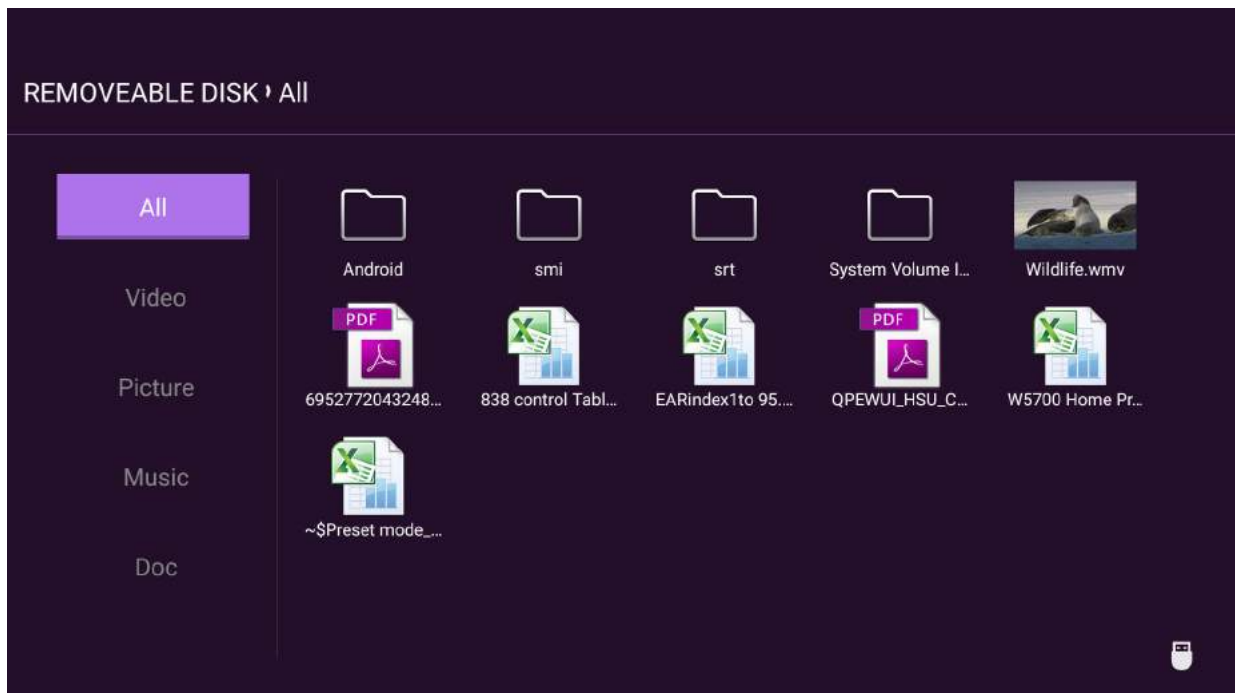 REMOVEABLE DISK › All
All
Video
Picture
Music
Doc
Android
smi
srt
System Volume I...
Wildlife.wmv
PDF
PDF
6952772043248...
838 control Tabl...
EARindex1to 95....
QPEWUI_HSU_C...
W5700 Home Pr...
~$Preset mode_...